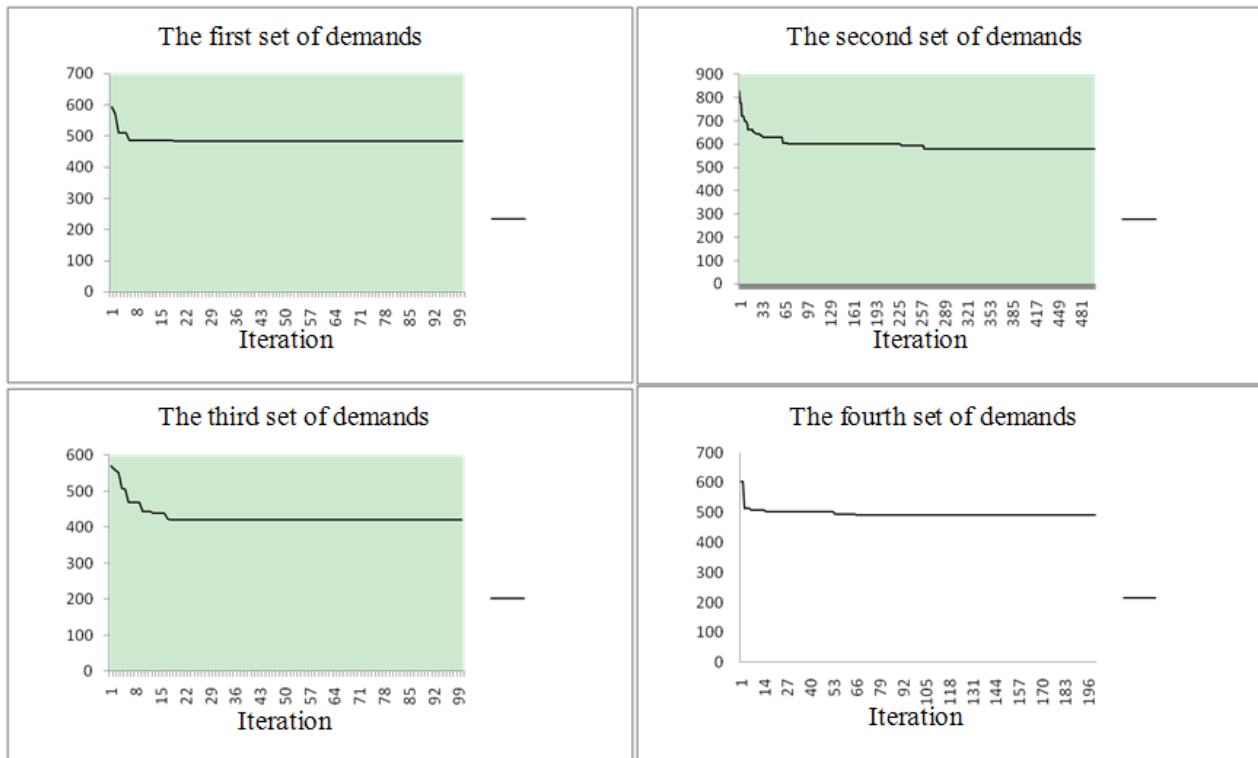 The first set of demands
700
600
500
400
300
200
100
0
1 8 15 22 29 36 43 50 57 64 71 78 85 92 99
Iteration
The second set of demands
900
800
700
600
500
400
300
200
100
0
1 33 65 97 129 161 193 225 257 289 321 353 385 417 449 481
Iteration
The third set of demands
600
500
400
300
200
100
0
1 8 15 22 29 36 43 50 57 64 71 78 85 92 99
Iteration
The fourth set of demands
700
600
500
400
300
200
100
0
1 14 27 40 53 66 79 92 105 118 131 144 157 170 183 196
Iteration